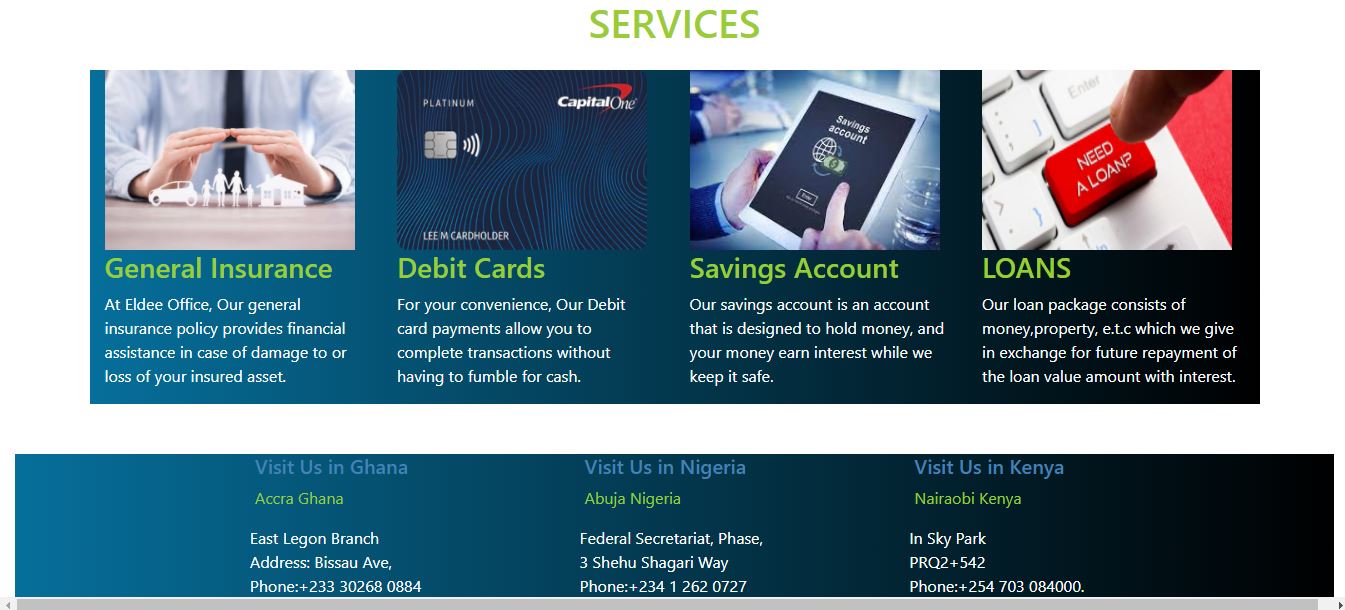 SERVICES
PLATINUM
CapitalOne
LEE M CARDHOLDER
Savings
account
Enter
Enter
NEED
A LOAN?
General Insurance
At Eldee Office, Our general
insurance policy provides financial
assistance in case of damage to or
loss of your insured asset.
Debit Cards
For your convenience, Our Debit
card payments allow you to
complete transactions without
having to fumble for cash.
Savings Account
Our savings account is an account
that is designed to hold money, and
your money earn interest while we
keep it safe.
LOANS
Our loan package consists of
money,property, e.t.c which we give
in exchange for future repayment of
the loan value amount with interest.
Visit Us in Ghana
Accra Ghana
East Legon Branch
Address: Bissau Ave,
Phone:+233 30268 0884
Visit Us in Nigeria
Abuja Nigeria
Federal Secretariat, Phase,
3 Shehu Shagari Way
Phone:+234 1 262 0727
Visit Us in Kenya
Nairaobi Kenya
In Sky Park
PRQ2+542
Phone:+254 703 084000.